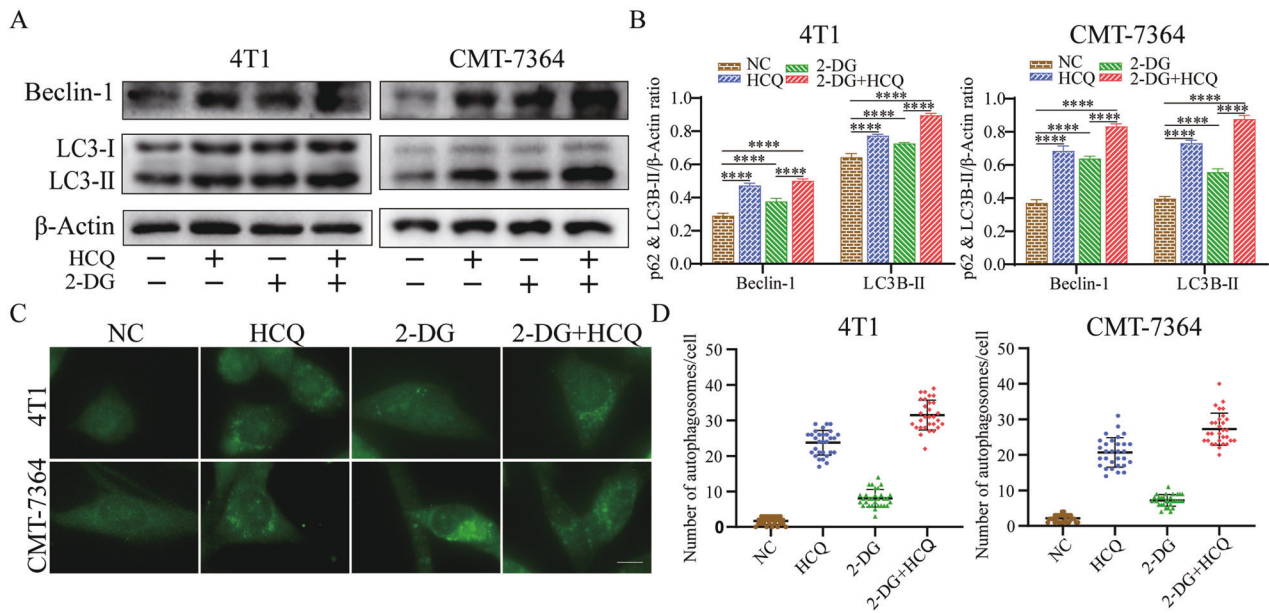 A
4T1 CMT-7364
Beclin-1
LC3-I
LC3-II
β-Actin
HCQ − + − + − + − +
2-DG − − + + − − + +
B
4T1
NC 2-DG
HCQ 2-DG+HCQ
p62 & LC3B-II/β-Actin ratio
1.0
0.8
0.6
0.4
0.2
0.0
**** **** **** ****
**** **** **** ****
Beclin-1 LC3B-II
CMT-7364
NC 2-DG
HCQ 2-DG+HCQ
p62 & LC3B-II/β-Actin ratio
1.0
0.8
0.6
0.4
0.2
0.0
**** **** **** ****
**** **** **** ****
Beclin-1 LC3B-II
C
NC HCQ 2-DG 2-DG+HCQ
4T1
CMT-7364
D
4T1
Number of autophagosomes/cell
50
40
30
20
10
0
NC HCQ 2-DG 2-DG+HCQ
CMT-7364
Number of autophagosomes/cell
50
40
30
20
10
0
NC HCQ 2-DG 2-DG+HCQ